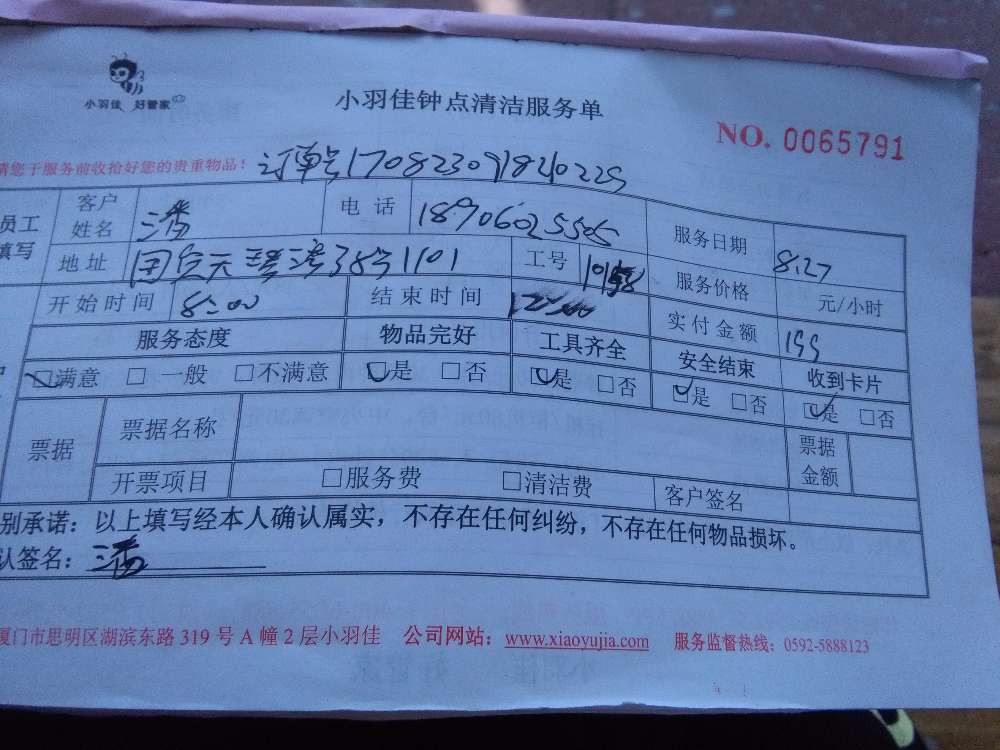 小羽佳 好管家
小羽佳钟点清洁服务单
NO. 0065791
请您于服务前收拾好您的贵重物品！ 订单号170823091820229
员工填写 客户姓名 潘 电话 18906025505 服务日期 8.27
地址 国贸天琴湾38号1101 工号 服务价格 元/小时
开始时间 8:00 结束时间 实付金额 199
服务态度 物品完好 工具齐全 安全结束 收到卡片
□满意 □一般 □不满意 □是 □否 □是 □否 □是 □否 □是 □否
票据 票据名称 票据金额
开票项目 □服务费 □清洁费 客户签名
别承诺：以上填写经本人确认属实，不存在任何纠纷，不存在任何物品损坏。
认签名：潘
厦门市思明区湖滨东路 319 号 A 幢 2 层小羽佳 公司网站：www.xiaoyujia.com 服务监督热线：0592-5888123